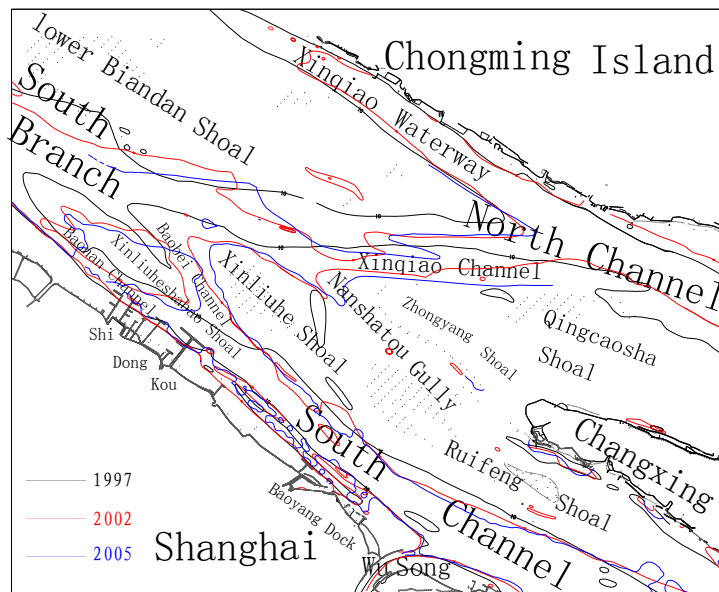 lower Biandan Shoal
Chongming Island
Xinqiao Waterway
South
Branch
North Channel
Xinqiao Channel
Baonan Channel
Xinliuheshabao Shoal
Baobei Channel
Xinliuhe Shoal
Nanshatou Gully
Zhongyang Shoal
Qingcaosha
Shoal
Shi
Dong
Kou
South
Channel
Ruifeng
Shoal
Changxing
Baoyang Dock
Wu Song
Shanghai
1997
2002
2005